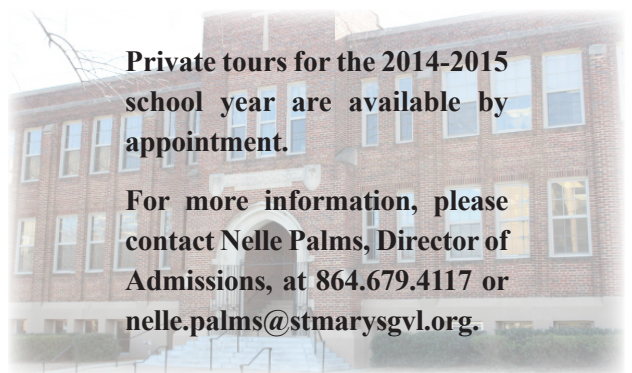 Private tours for the 2014-2015
school year are available by
appointment.
For more information, please
contact Nelle Palms, Director of
Admissions, at 864.679.4117 or
nelle.palms@stmarysgvl.org.